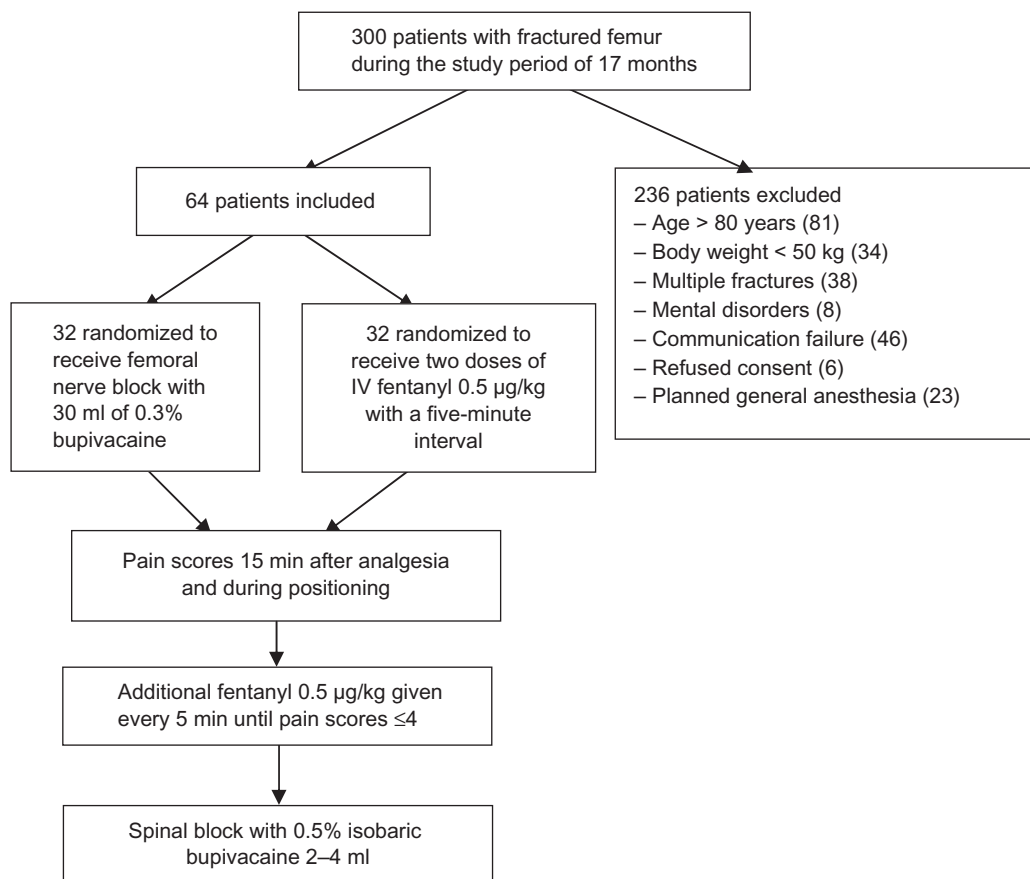 300 patients with fractured femur
during the study period of 17 months
64 patients included
236 patients excluded
– Age > 80 years (81)
– Body weight < 50 kg (34)
– Multiple fractures (38)
– Mental disorders (8)
– Communication failure (46)
– Refused consent (6)
– Planned general anesthesia (23)
32 randomized to
receive femoral
nerve block with
30 ml of 0.3%
bupivacaine
32 randomized to
receive two doses of
IV fentanyl 0.5 µg/kg
with a five-minute
interval
Pain scores 15 min after analgesia
and during positioning
Additional fentanyl 0.5 µg/kg given
every 5 min until pain scores ≤4
Spinal block with 0.5% isobaric
bupivacaine 2–4 ml